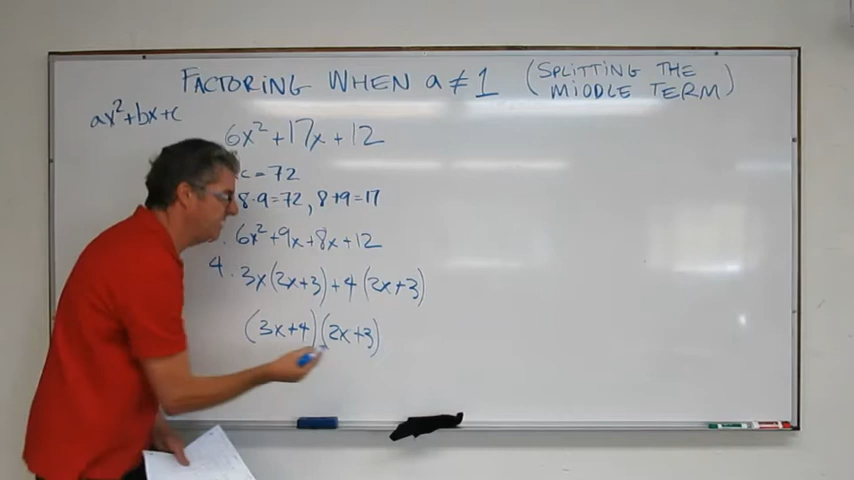 FACTORING WHEN a ≠ 1 (SPLITTING THE MIDDLE TERM)
ax²+bx+c
6x²+17x+12
c = 72
8·9=72, 8+9=17
6x²+9x+8x+12
4. 3x(2x+3)+4(2x+3)
(3x+4)(2x+3)